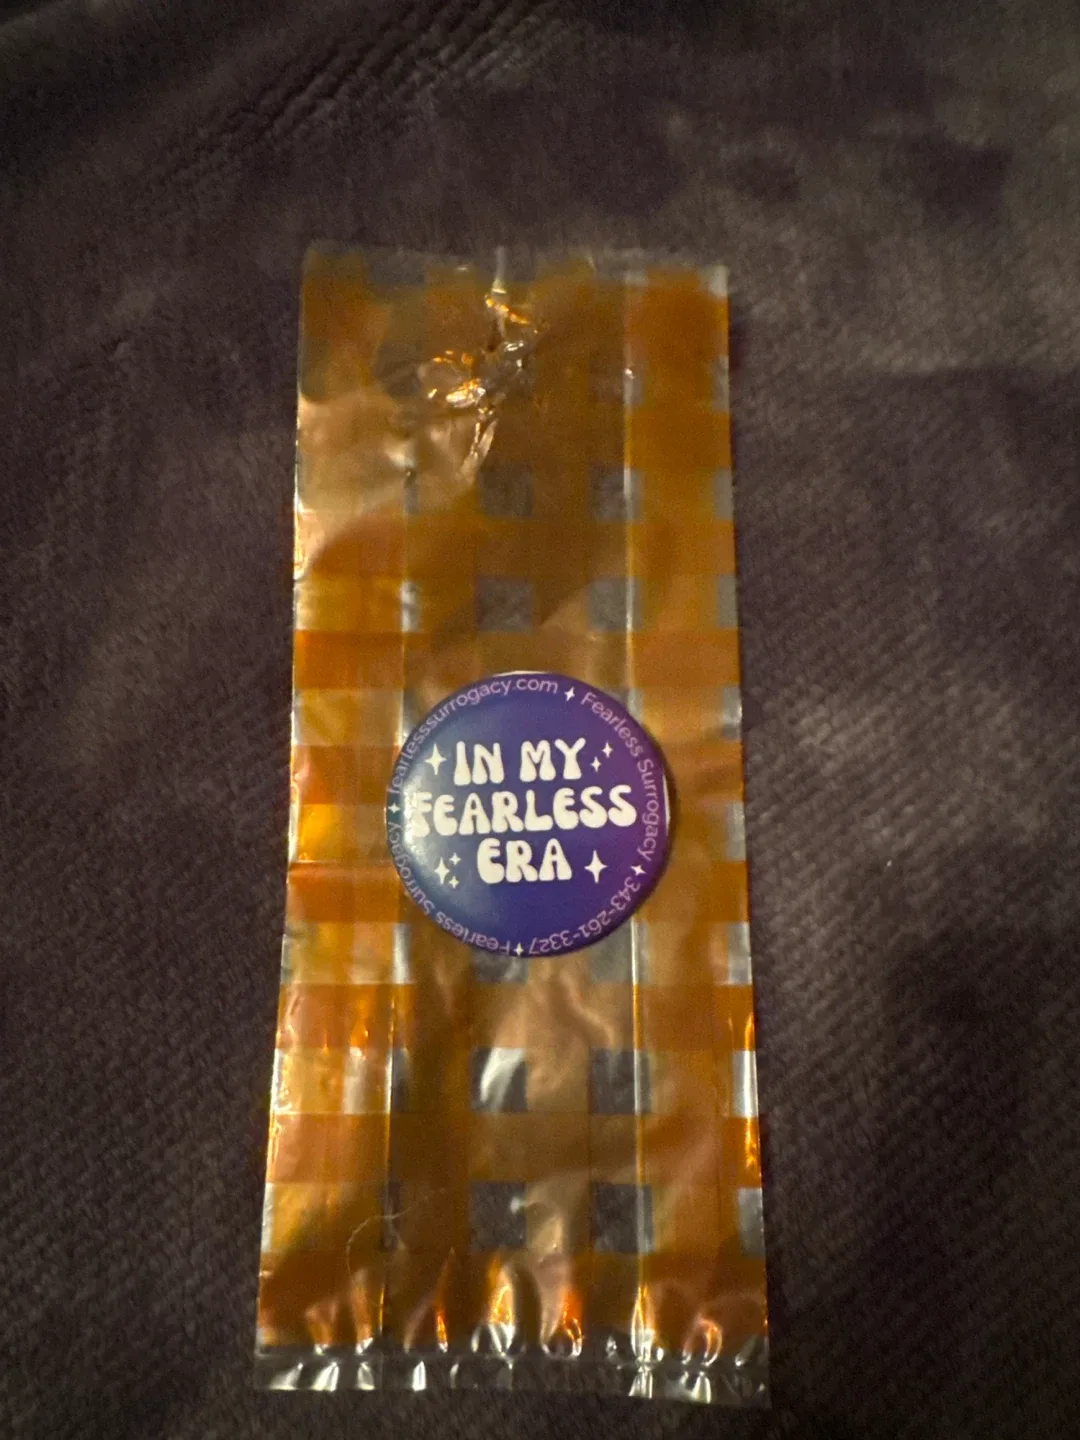 IN MY
FEARLESS
ERA
fearlesssurrogacy.com
Fearless Surrogacy
343-261-3327
Fearless Surrogacy